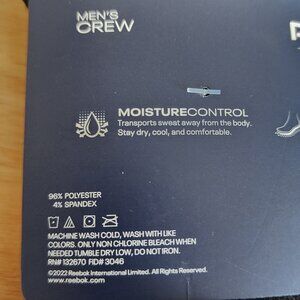 MEN'S
CREW
MOISTURECONTROL
Transports sweat away from the body.
Stay dry, cool, and comfortable.
96% POLYESTER
4% SPANDEX
MACHINE WASH COLD, WASH WITH LIKE
COLORS. ONLY NON CHLORINE BLEACH WHEN
NEEDED TUMBLE DRY LOW, DO NOT IRON.
RN# 132670 FID# 3046
©2022 Reebok International Limited. All Rights Reserved.
www.reebok.com